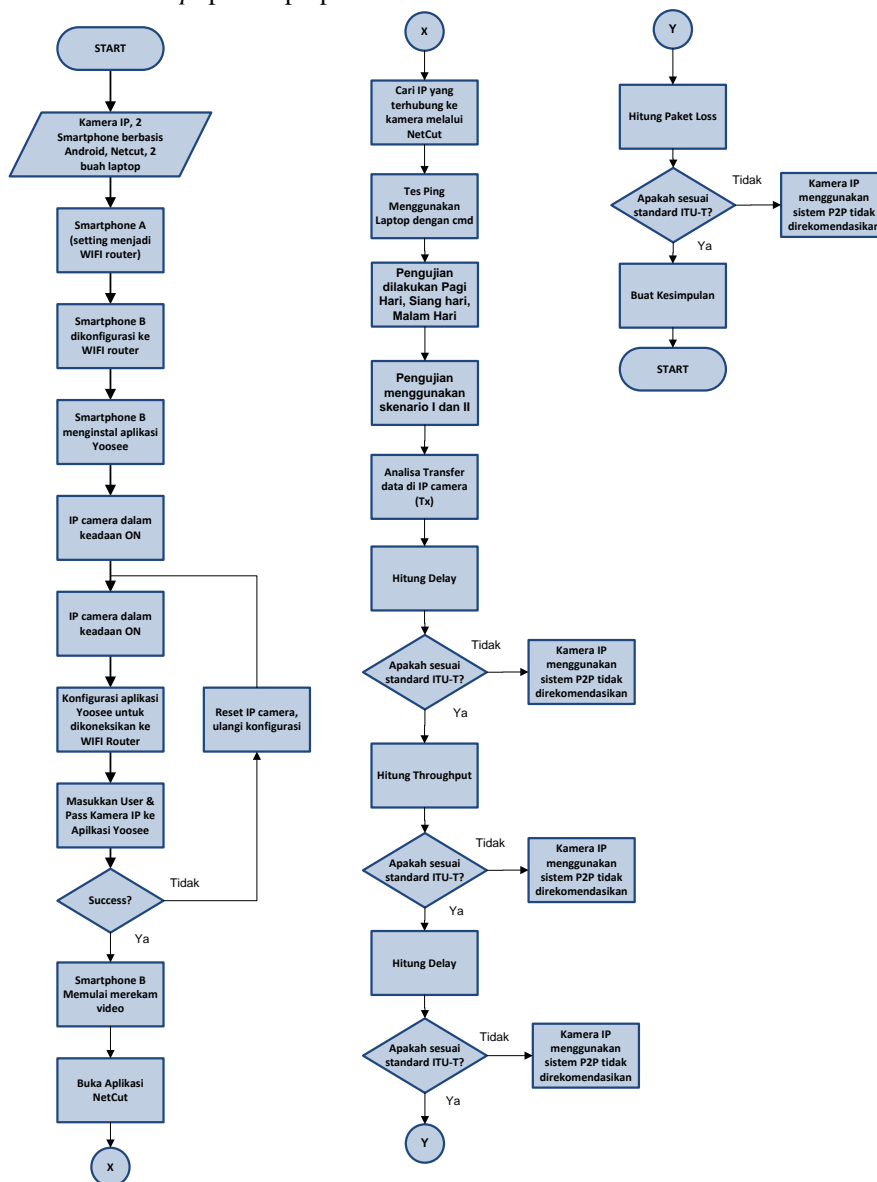 START
Kamera IP, 2
Smartphone berbasis
Android, Netcut, 2
buah laptop
Smartphone A
(setting menjadi
WIFI router)
Smartphone B
dikonfigurasi ke
WIFI router
Smartphone B
menginstal aplikasi
Yoosee
IP camera dalam
keadaan ON
IP camera dalam
keadaan ON
Konfigurasi aplikasi
Yoosee untuk
dikoneksikan ke
WIFI Router
Reset IP camera,
ulangi konfigurasi
Masukkan User &
Pass Kamera IP ke
Apilkasi Yoosee
Success?
Tidak
Ya
Smartphone B
Memulai merekam
video
Buka Aplikasi
NetCut
X
X
Cari IP yang
terhubung ke
kamera melalui
NetCut
Tes Ping
Menggunakan
Laptop dengan cmd
Pengujian
dilakukan Pagi
Hari, Siang hari,
Malam Hari
Pengujian
menggunakan
skenario I dan II
Analisa Transfer
data di IP camera
(Tx)
Hitung Delay
Apakah sesuai
standard ITU-T?
Tidak
Kamera IP
menggunakan
sistem P2P tidak
direkomendasikan
Ya
Hitung Throughput
Apakah sesuai
standard ITU-T?
Tidak
Kamera IP
menggunakan
sistem P2P tidak
direkomendasikan
Ya
Hitung Delay
Apakah sesuai
standard ITU-T?
Tidak
Kamera IP
menggunakan
sistem P2P tidak
direkomendasikan
Ya
Y
Y
Hitung Paket Loss
Apakah sesuai
standard ITU-T?
Tidak
Kamera IP
menggunakan
sistem P2P tidak
direkomendasikan
Ya
Buat Kesimpulan
START